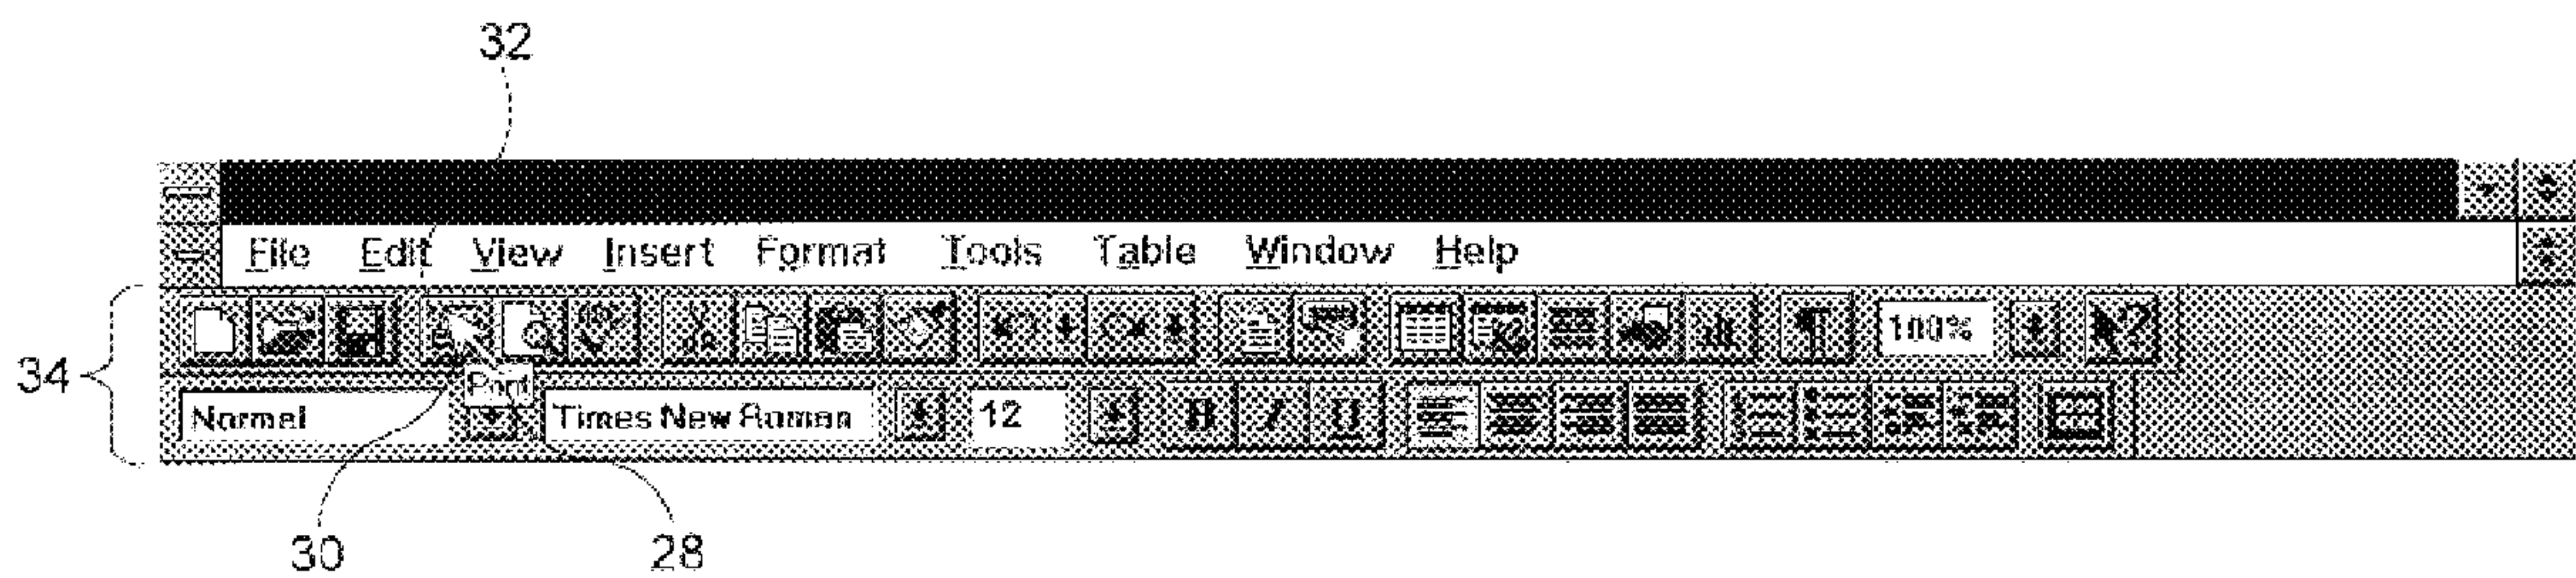 32
File Edit View Insert Format Tools Table Window Help
100%
34
Print
Normal Times New Roman 12 B I U
30 28